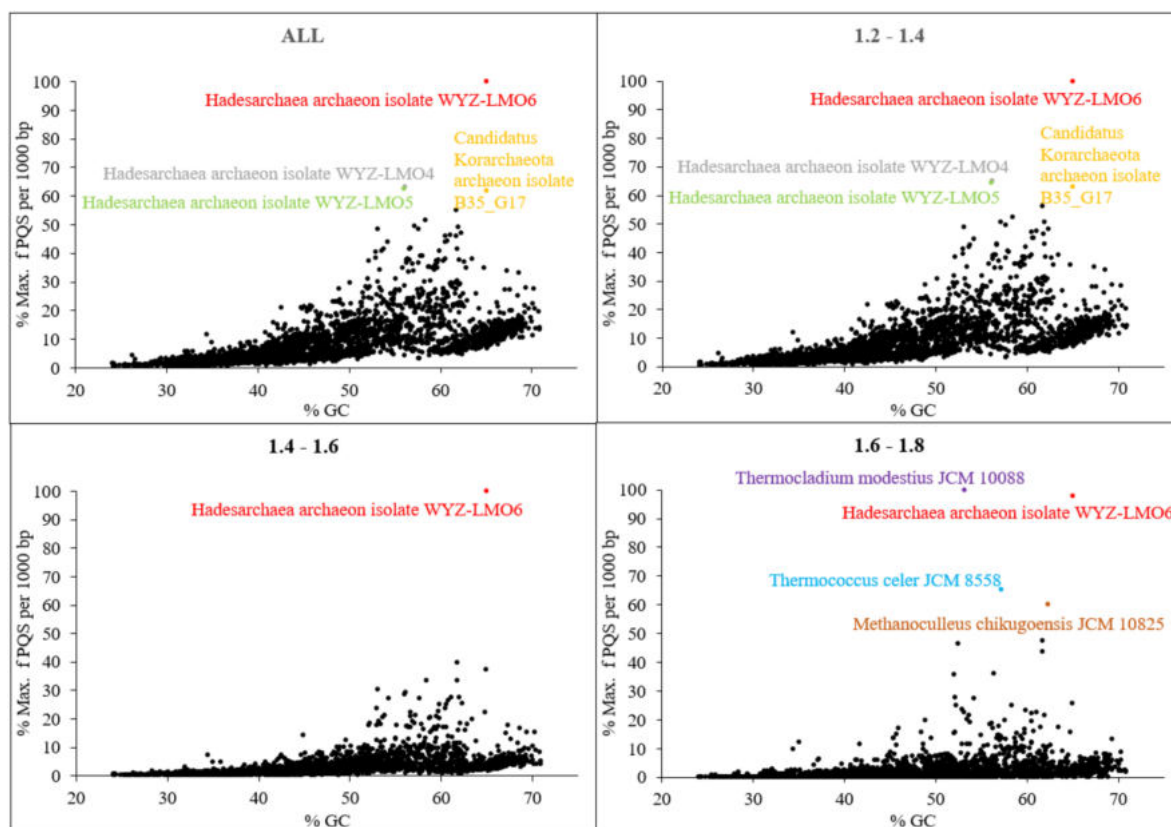 ALL
% Max. f PQS per 1000 bp
100
90
80
70
60
50
40
30
20
10
0
Hadesarchaea archaeon isolate WYZ-LMO6
Candidatus
Korarchaeota
archaeon isolate
B35_G17
Hadesarchaea archaeon isolate WYZ-LMO4
Hadesarchaea archaeon isolate WYZ-LMO5
20 30 40 50 60 70
% GC
1.2 - 1.4
% Max. f PQS per 1000 bp
100
90
80
70
60
50
40
30
20
10
0
Hadesarchaea archaeon isolate WYZ-LMO6
Candidatus
Korarchaeota
archaeon isolate
B35_G17
Hadesarchaea archaeon isolate WYZ-LMO4
Hadesarchaea archaeon isolate WYZ-LMO5
20 30 40 50 60 70
% GC
1.4 - 1.6
% Max. f PQS per 1000 bp
100
90
80
70
60
50
40
30
20
10
0
Hadesarchaea archaeon isolate WYZ-LMO6
20 30 40 50 60 70
% GC
1.6 - 1.8
% Max. f PQS per 1000 bp
100
90
80
70
60
50
40
30
20
10
0
Thermocladium modestius JCM 10088
Hadesarchaea archaeon isolate WYZ-LMO6
Thermococcus celer JCM 8558
Methanoculleus chikugoensis JCM 10825
20 30 40 50 60 70
% GC